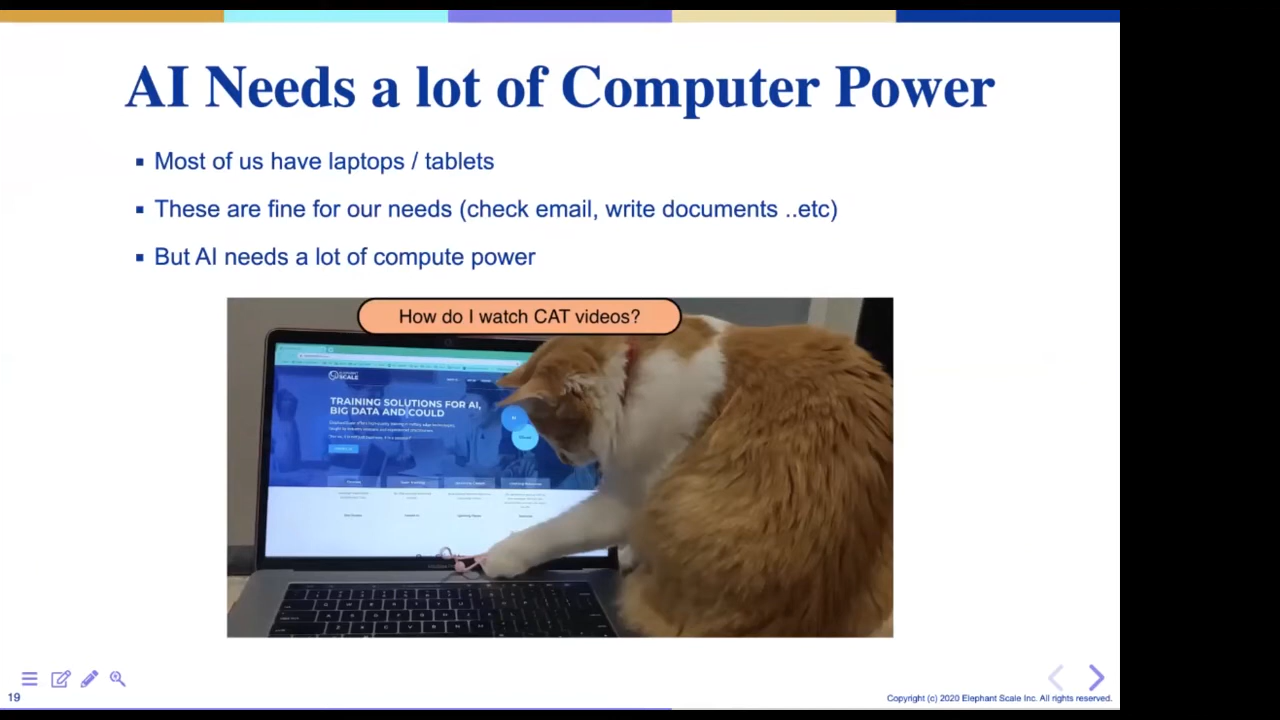 AI Needs a lot of Computer Power
Most of us have laptops / tablets
These are fine for our needs (check email, write documents ..etc)
But AI needs a lot of compute power
How do I watch CAT videos?
SCALE
TRAINING SOLUTIONS FOR AI,
BIG DATA AND COULD
19
Copyright (c) 2020 Elephant Scale Inc. All rights reserved.